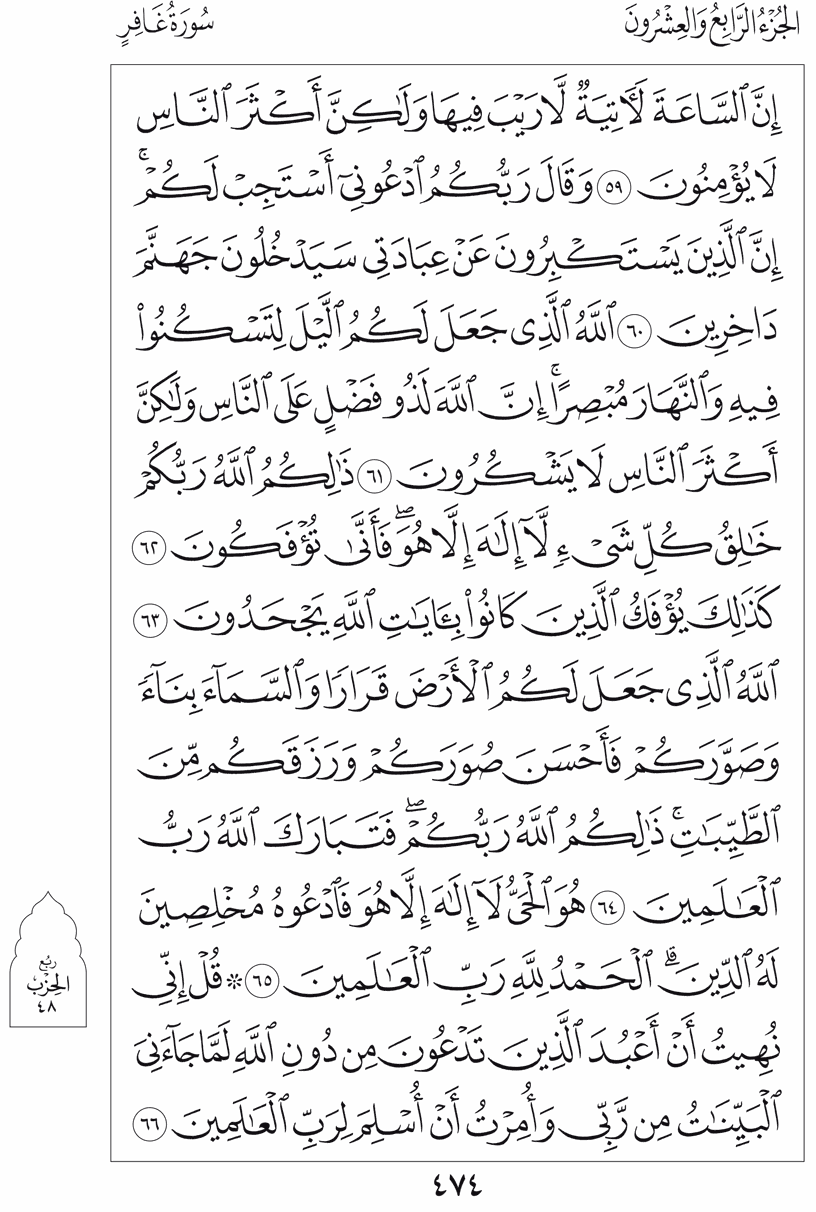 الجُزْءُ الرَّابِعُ وَالعِشْرُونَ
سُورَةُ غَافِرٍ
إِنَّ ٱلسَّاعَةَ لَأٓتِيَةٞ لَّا رَيۡبَ فِيهَا وَلَٰكِنَّ أَكۡثَرَ ٱلنَّاسِ
لَا يُؤۡمِنُونَ ٥٩ وَقَالَ رَبُّكُمُ ٱدۡعُونِيٓ أَسۡتَجِبۡ لَكُمۡۚ
إِنَّ ٱلَّذِينَ يَسۡتَكۡبِرُونَ عَنۡ عِبَادَتِي سَيَدۡخُلُونَ جَهَنَّمَ
دَاخِرِينَ ٦٠ ٱللَّهُ ٱلَّذِي جَعَلَ لَكُمُ ٱلَّيۡلَ لِتَسۡكُنُواْ
فِيهِ وَٱلنَّهَارَ مُبۡصِرًاۚ إِنَّ ٱللَّهَ لَذُو فَضۡلٍ عَلَى ٱلنَّاسِ وَلَٰكِنَّ
أَكۡثَرَ ٱلنَّاسِ لَا يَشۡكُرُونَ ٦١ ذَٰلِكُمُ ٱللَّهُ رَبُّكُمۡ
خَٰلِقُ كُلِّ شَيۡءٖ لَّآ إِلَٰهَ إِلَّا هُوَۖ فَأَنَّىٰ تُؤۡفَكُونَ ٦٢
كَذَٰلِكَ يُؤۡفَكُ ٱلَّذِينَ كَانُواْ بِـَٔايَٰتِ ٱللَّهِ يَجۡحَدُونَ ٦٣
ٱللَّهُ ٱلَّذِي جَعَلَ لَكُمُ ٱلۡأَرۡضَ قَرَارٗا وَٱلسَّمَآءَ بِنَآءٗ
وَصَوَّرَكُمۡ فَأَحۡسَنَ صُوَرَكُمۡ وَرَزَقَكُم مِّنَ
ٱلطَّيِّبَٰتِۚ ذَٰلِكُمُ ٱللَّهُ رَبُّكُمۡۖ فَتَبَارَكَ ٱللَّهُ رَبُّ
ٱلۡعَٰلَمِينَ ٦٤ هُوَ ٱلۡحَيُّ لَآ إِلَٰهَ إِلَّا هُوَ فَٱدۡعُوهُ مُخۡلِصِينَ
لَهُ ٱلدِّينَۗ ٱلۡحَمۡدُ لِلَّهِ رَبِّ ٱلۡعَٰلَمِينَ ٦٥ * قُلۡ إِنِّي
نُهِيتُ أَنۡ أَعۡبُدَ ٱلَّذِينَ تَدۡعُونَ مِن دُونِ ٱللَّهِ لَمَّا جَآءَنِيَ
ٱلۡبَيِّنَٰتُ مِن رَّبِّي وَأُمِرۡتُ أَنۡ أُسۡلِمَ لِرَبِّ ٱلۡعَٰلَمِينَ ٦٦
رُبُع
الحِزْب
٤٨
٤٧٤